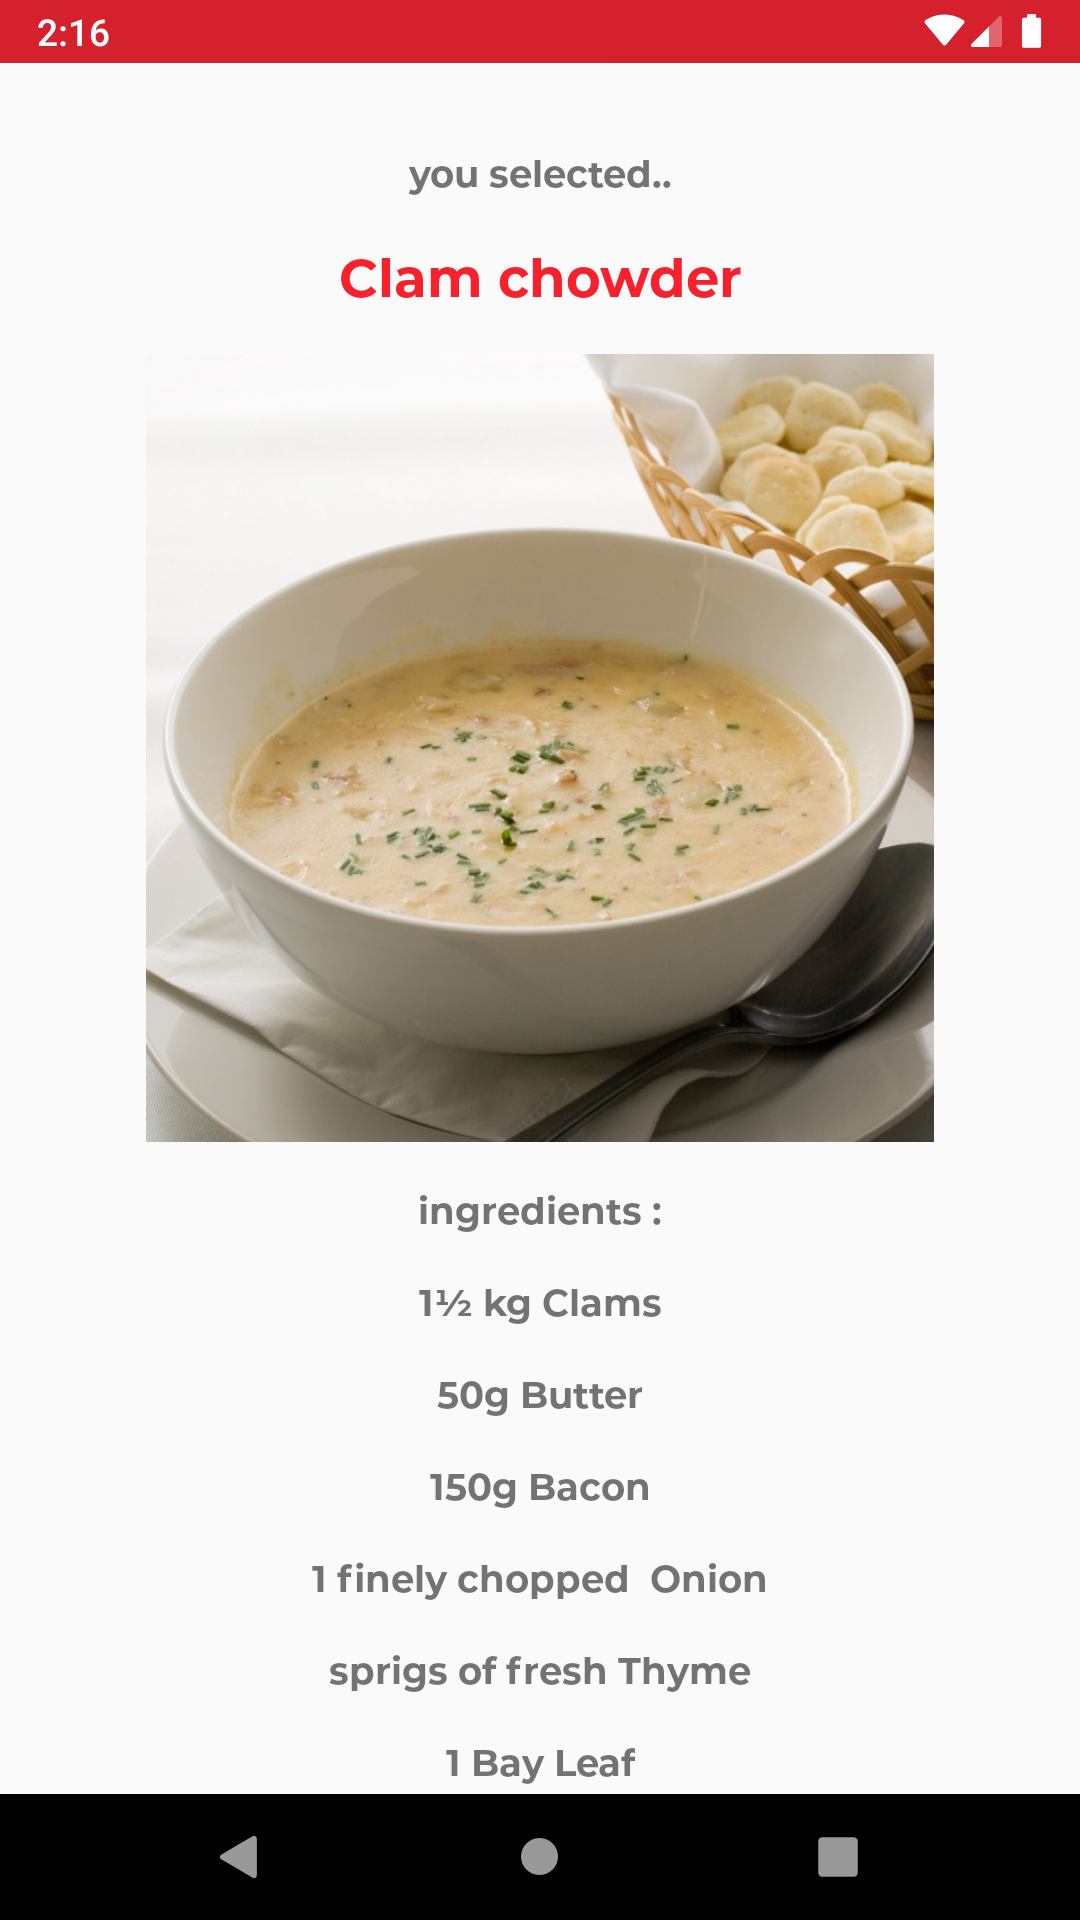 2:16
you selected..
Clam chowder
ingredients :
1½ kg Clams
50g Butter
150g Bacon
1 finely chopped  Onion
sprigs of fresh Thyme
1 Bay Leaf